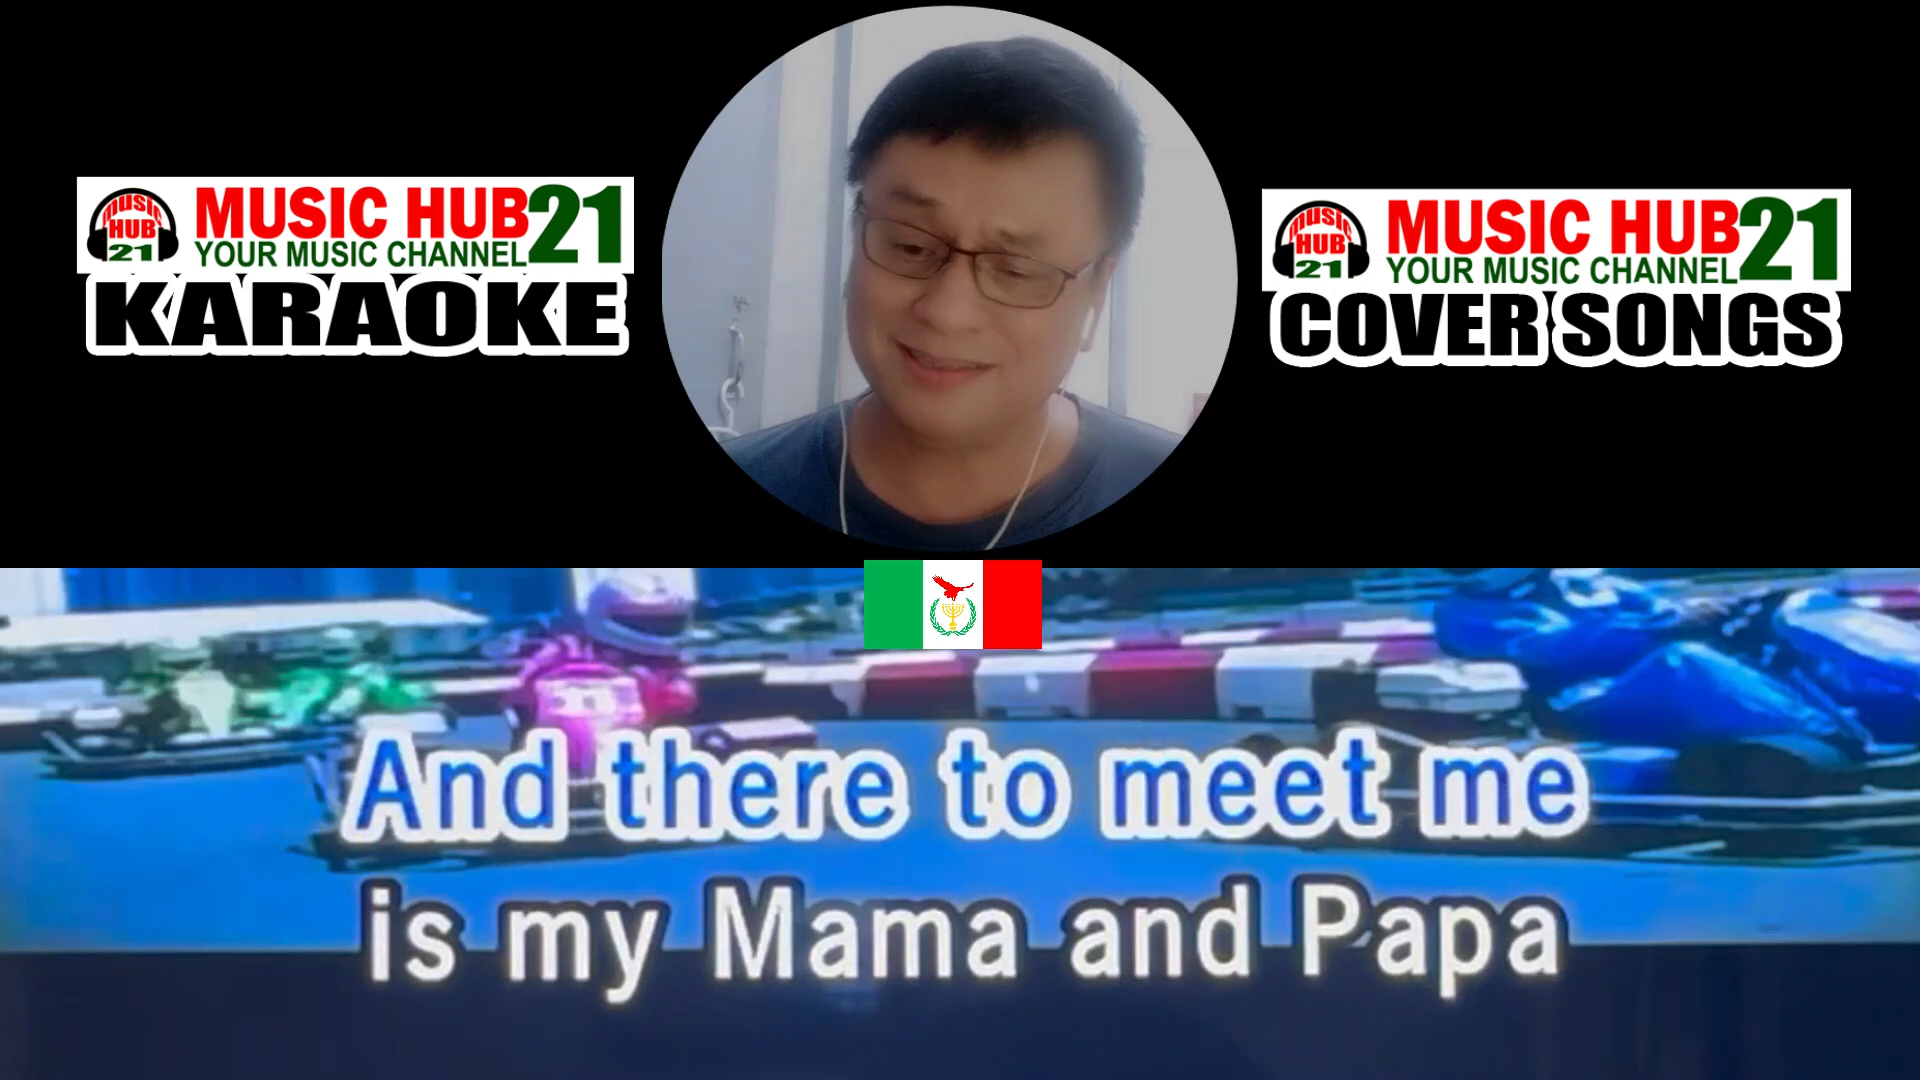 music
HUB
21
MUSIC HUB21
YOUR MUSIC CHANNEL
KARAOKE
music
HUB
21
MUSIC HUB21
YOUR MUSIC CHANNEL
COVER SONGS
And there to meet me
is my Mama and Papa